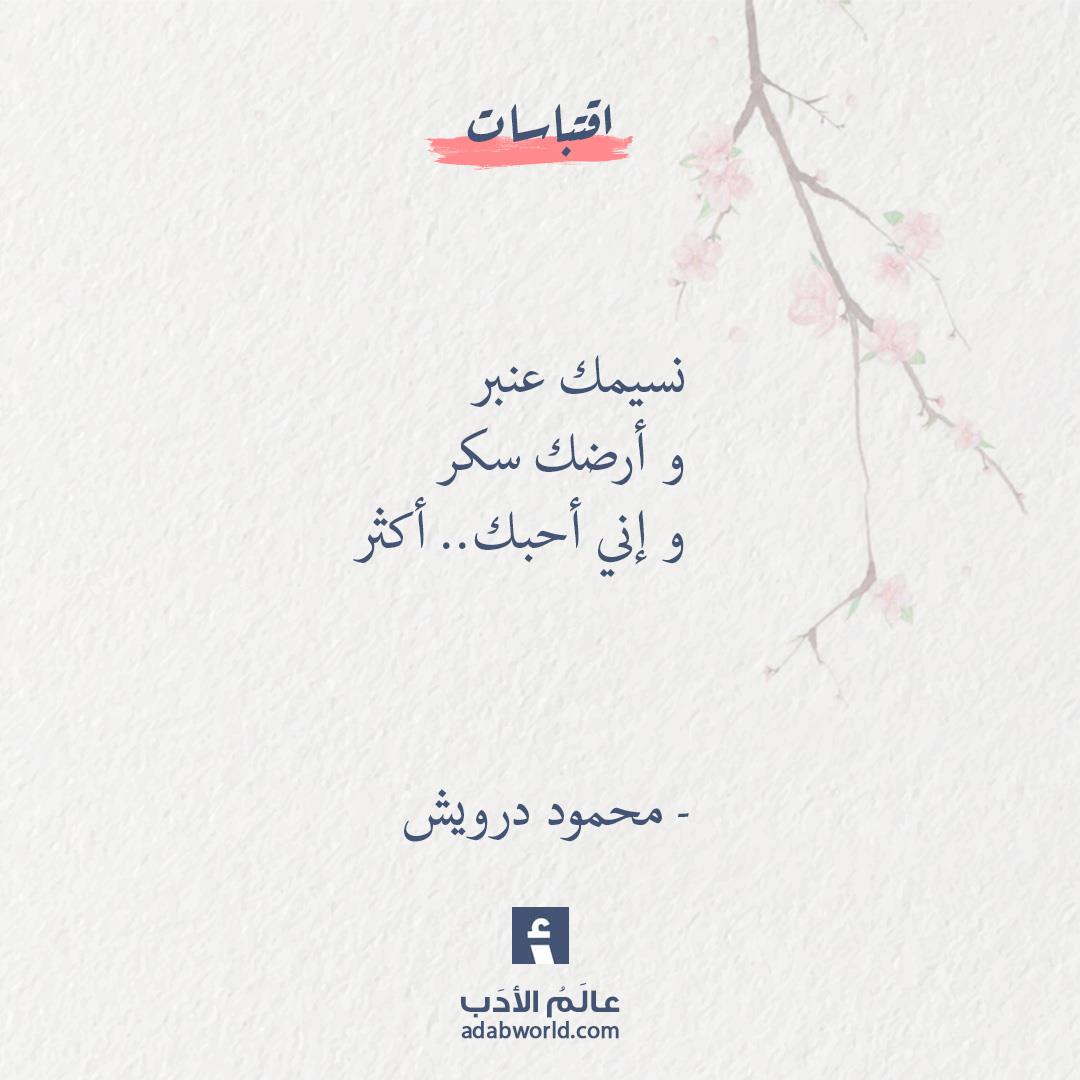 اقتباسات
نسيمك عنبر
و أرضك سكر
و إني أحبك.. أكثر
- محمود درويش
أ
عالَمُ الأدَب
adabworld.com